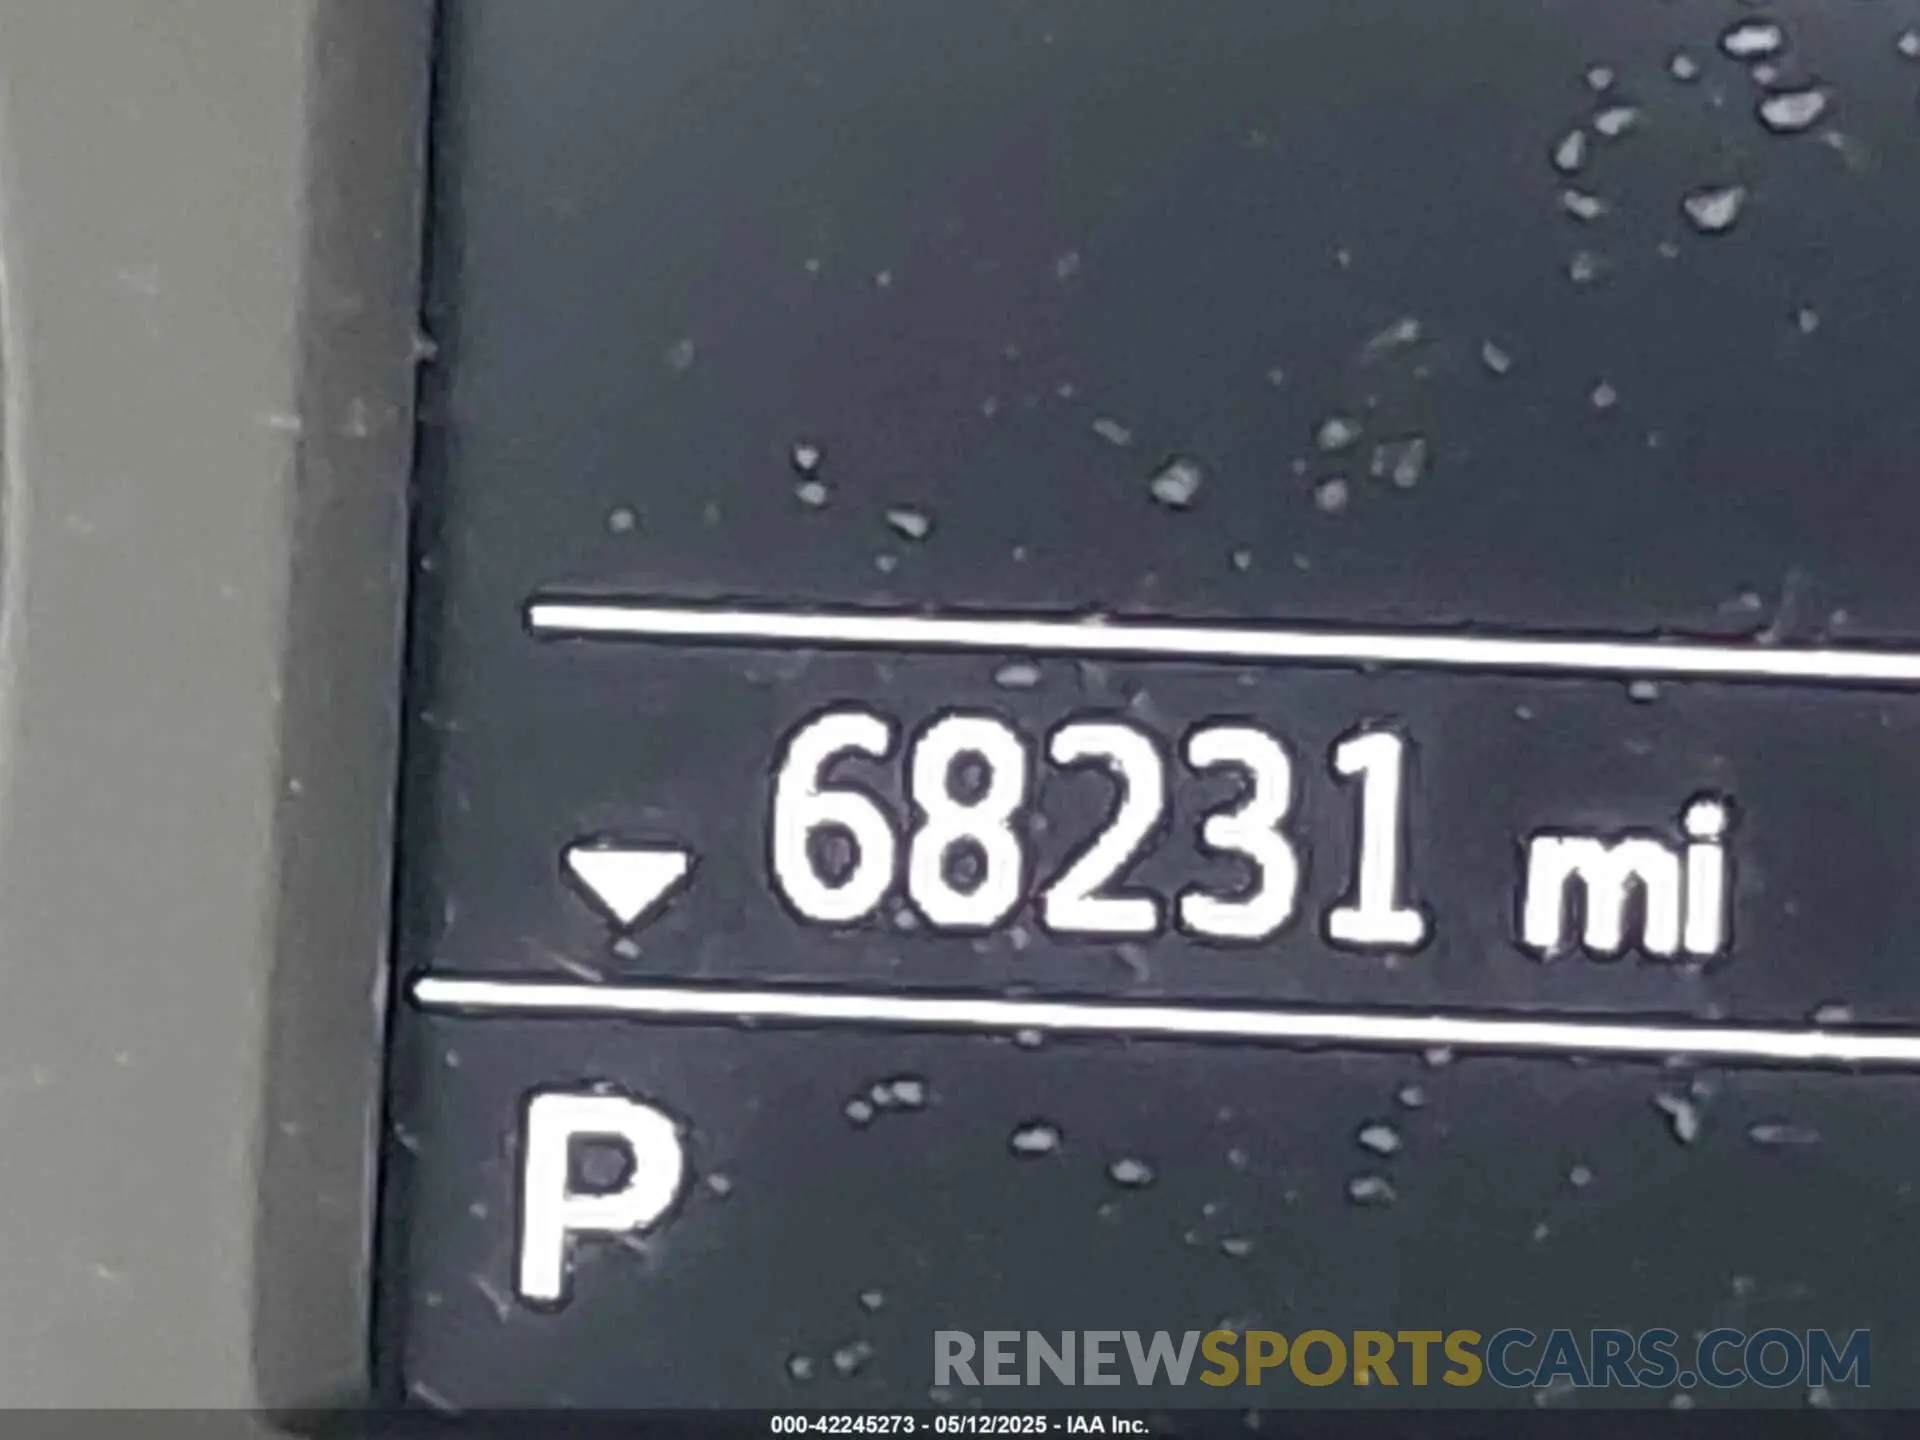 68231 mi
P
RENEWSPORTSCARS.COM
000-42245273 - 05/12/2025 - IAA Inc.